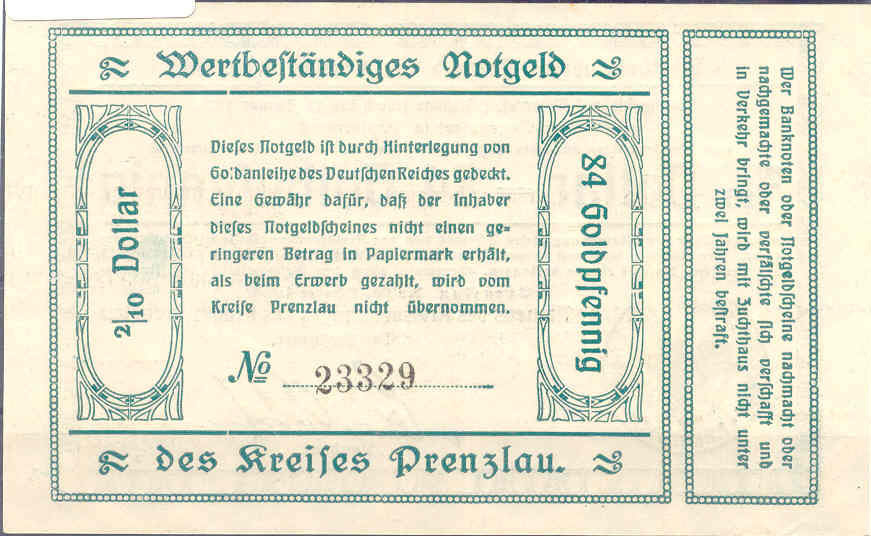 Wertbeständiges Notgeld
2/10 Dollar
Dieses Notgeld ist durch Hinterlegung von
Goldanleihe des Deutschen Reiches gedeckt.
Eine Gewähr dafür, daß der Inhaber
dieses Notgeldscheines nicht einen ge-
ringeren Betrag in Papiermark erhält,
als beim Erwerb gezahlt, wird vom
Kreise Prenzlau nicht übernommen.
No 23329
84 Goldpfennig
des Kreises Prenzlau.
Wer Banknoten oder Notgeldscheine nachmacht oder
nachgemachte oder verfälschte sich verschafft und
in Verkehr bringt, wird mit Zuchthaus nicht unter
zwei Jahren bestraft.